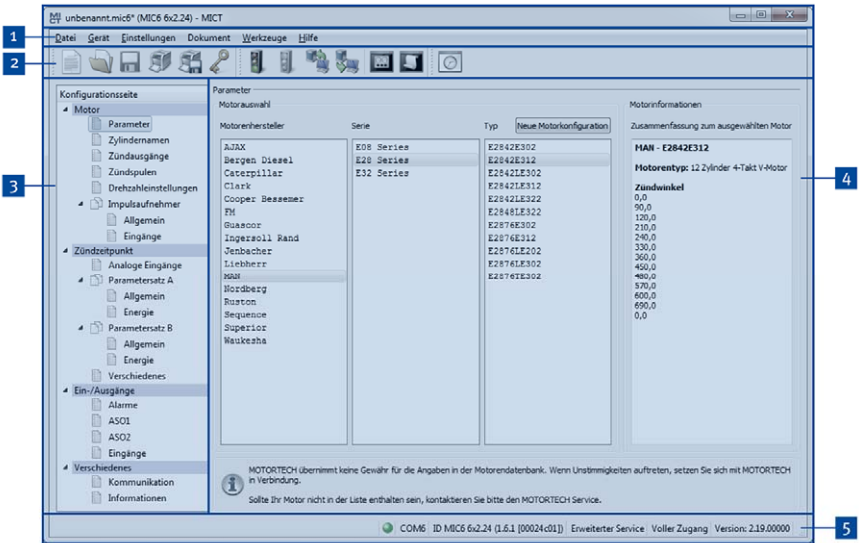 unbenannt.mic6* (MIC6 6x2.24) - MICT
1
Datei Gerät Einstellungen Dokument Werkzeuge Hilfe
2
3
Konfigurationsseite
Motor
Parameter
Zylindernamen
Zündausgänge
Zündspulen
Drehzahleinstellungen
Impulsaufnehmer
Allgemein
Eingänge
Zündzeitpunkt
Analoge Eingänge
Parametersatz A
Allgemein
Energie
Parametersatz B
Allgemein
Energie
Verschiedenes
Ein-/Ausgänge
Alarme
ASO1
ASO2
Eingänge
Verschiedenes
Kommunikation
Informationen
Parameter
Motorauswahl
Motorenhersteller
AJAX
Bergen Diesel
Caterpillar
Clark
Cooper Bessemer
FM
Guascor
Ingersoll Rand
Jenbacher
Liebherr
MAN
Nordberg
Ruston
Sequence
Superior
Waukesha
Serie
E08 Series
E28 Series
E32 Series
Typ Neue Motorkonfiguration
E2842E302
E2842E312
E2842LE302
E2842LE312
E2842LE322
E2848LE322
E2876E302
E2876E312
E2876LE202
E2876LE302
E2876TE302
Motorinformationen
Zusammenfassung zum ausgewählten Motor
MAN - E2842E312
Motorentyp: 12 Zylinder 4-Takt V-Motor
Zündwinkel
0,0
90,0
120,0
210,0
240,0
330,0
360,0
450,0
480,0
570,0
600,0
690,0
0,0
4
MOTORTECH übernimmt keine Gewähr für die Angaben in der Motorendatenbank. Wenn Unstimmigkeiten auftreten, setzen Sie sich mit MOTORTECH
in Verbindung.
Sollte Ihr Motor nicht in der Liste enthalten sein, kontaktieren Sie bitte den MOTORTECH Service.
COM6 ID MIC6 6x2.24 (1.6.1 [00024c01]) Erweiterter Service Voller Zugang Version: 2.19.00000
5